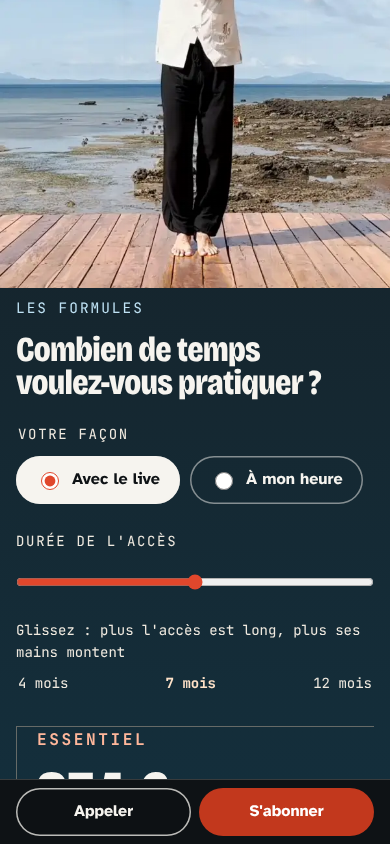 LES FORMULES
Combien de temps
voulez-vous pratiquer ?
VOTRE FAÇON
Avec le live
À mon heure
DURÉE DE L'ACCÈS
Glissez : plus l'accès est long, plus ses
mains montent
4 mois 7 mois 12 mois
ESSENTIEL
Appeler S'abonner